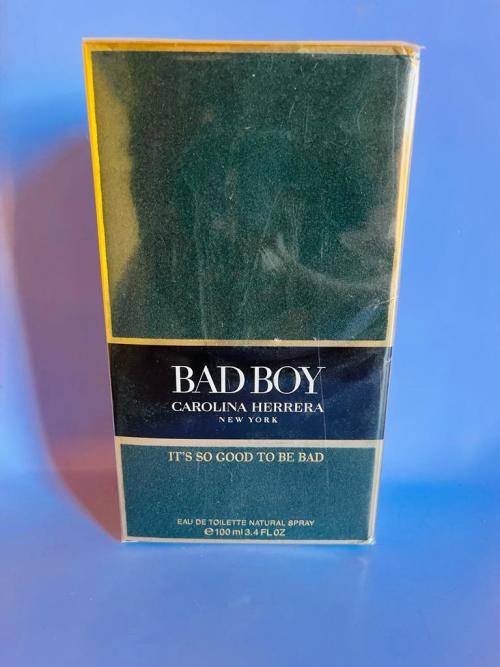 BAD BOY
CAROLINA HERRERA
NEW YORK
IT'S SO GOOD TO BE BAD
EAU DE TOILETTE NATURAL SPRAY
℮100 ml 3.4 FL OZ